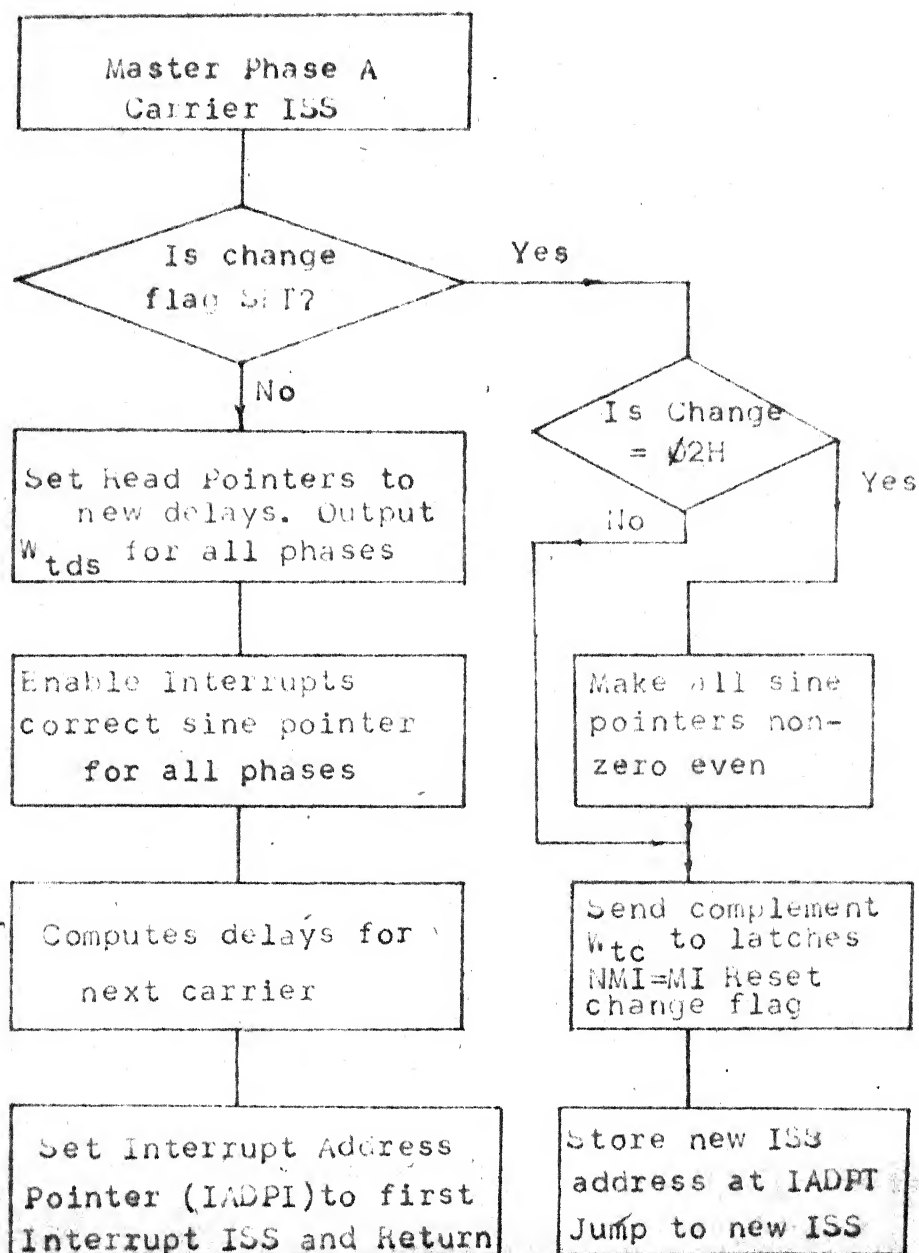 Master Phase A
Carrier ISS
Is change
flag SET?
Yes
No
Set Read Pointers to
new delays. Output
W_tds for all phases
Enable Interrupts
correct sine pointer
for all phases
Computes delays for
next carrier
Set Interrupt Address
Pointer (IADPI) to first
Interrupt ISS and Return
Is Change
= Ø2H
Yes
No
Make all sine
pointers non-
zero even
Send complement
W_tc to latches
NMI=MI Reset
change flag
Store new ISS
address at IADPT
Jump to new ISS